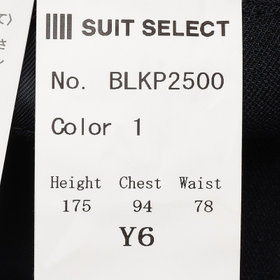 SUIT SELECT
No. BLKP2500
Color 1
Height Chest Waist
175 94 78
Y6